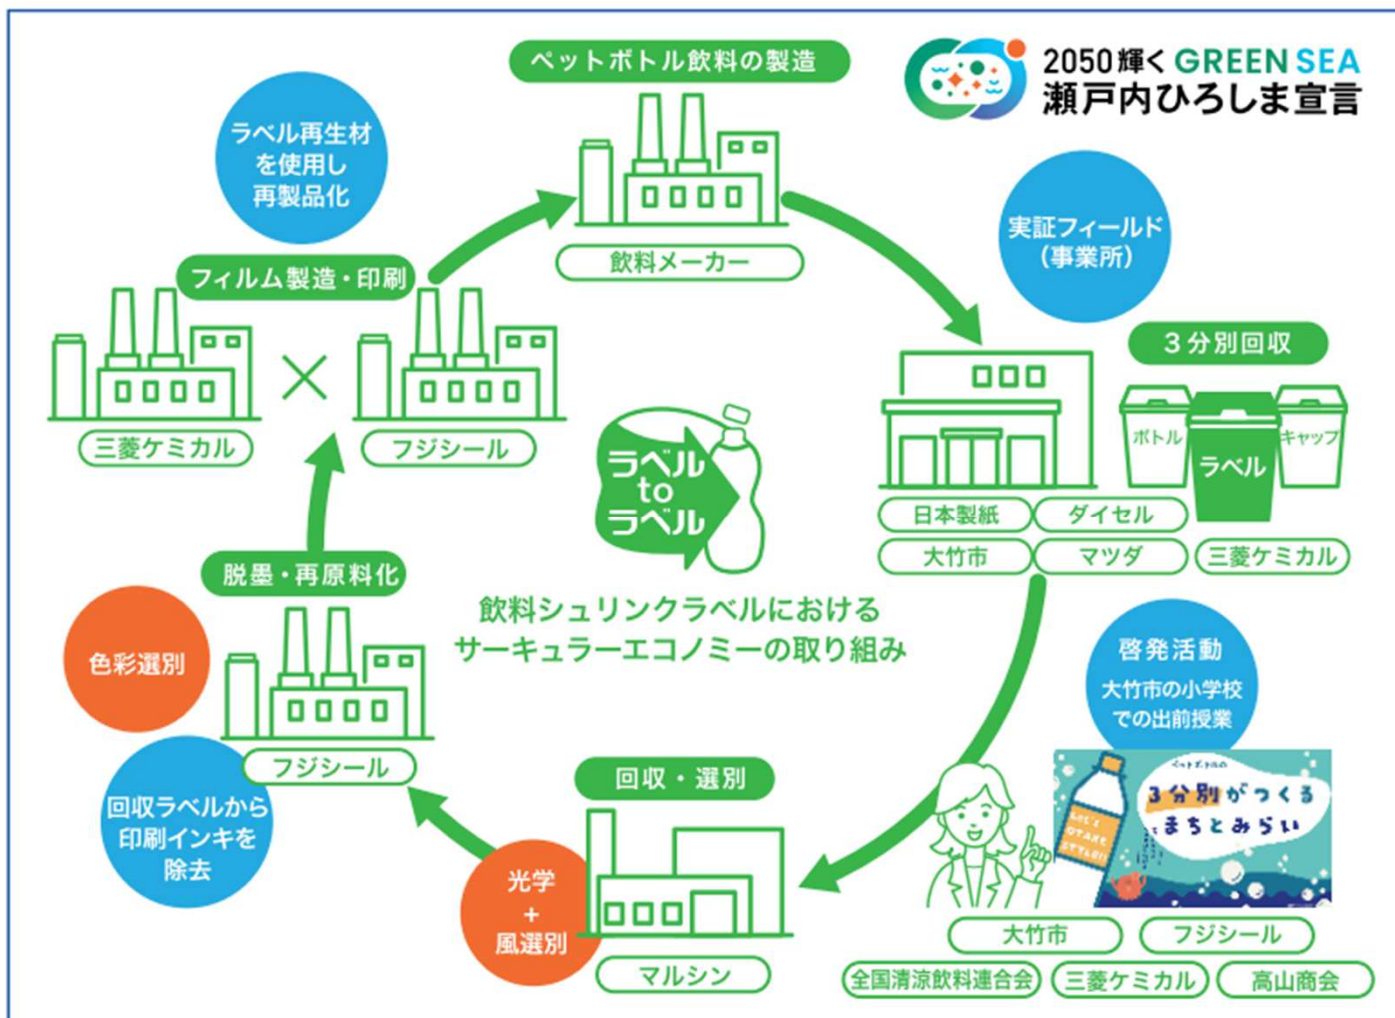 ペットボトル飲料の製造
2050輝く GREEN SEA
瀬戸内ひろしま宣言
ラベル再生材
を使用し
再製品化
飲料メーカー
実証フィールド
(事業所)
フィルム製造・印刷
三菱ケミカル
フジシール
3分別回収
ボトル
ラベル
キャップ
日本製紙
ダイセル
大竹市
マツダ
三菱ケミカル
ラベル
to
ラベル
飲料シュリンクラベルにおける
サーキュラーエコノミーの取り組み
脱墨・再原料化
色彩選別
フジシール
回収ラベルから
印刷インキを
除去
回収・選別
光学
+
風選別
マルシン
啓発活動
大竹市の小学校
での出前授業
ペットボトルの
3分別がつくる
まちとみらい
LET'S
OTAKE
STYLE!!
大竹市
フジシール
全国清涼飲料連合会
三菱ケミカル
高山商会